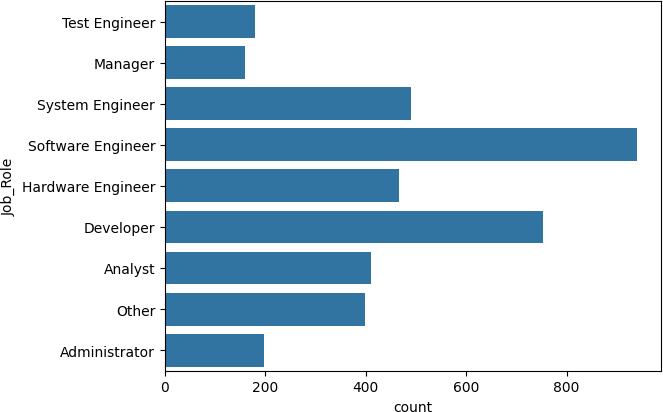 Test Engineer
Manager
System Engineer
Software Engineer
Hardware Engineer
Developer
Analyst
Other
Administrator
Job_Role
0 200 400 600 800
count